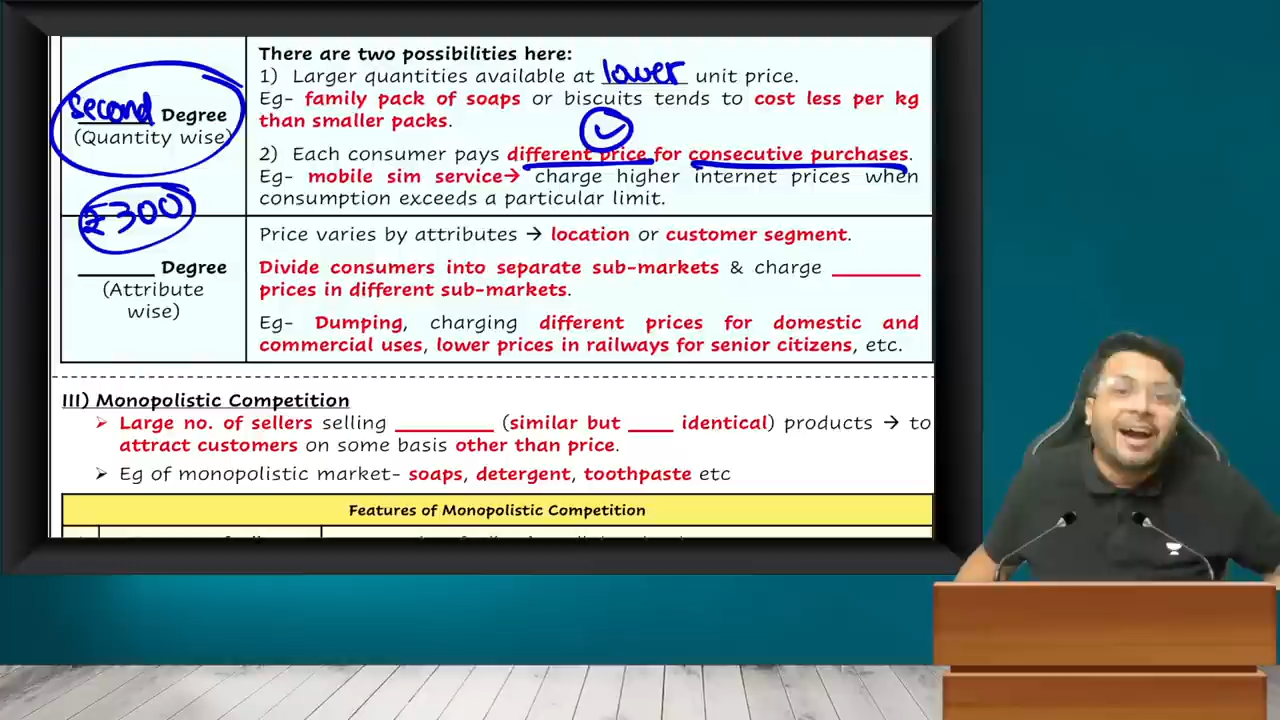 There are two possibilities here:
1) Larger quantities available at lower unit price.
Eg- family pack of soaps or biscuits tends to cost less per kg
than smaller packs.
second Degree
(Quantity wise)
2) Each consumer pays different price for consecutive purchases.
Eg- mobile sim service→ charge higher internet prices when
consumption exceeds a particular limit.
₹300
Price varies by attributes → location or customer segment.
________ Degree
(Attribute
wise)
Divide consumers into separate sub-markets & charge ________
prices in different sub-markets.
Eg- Dumping, charging different prices for domestic and
commercial uses, lower prices in railways for senior citizens, etc.
III) Monopolistic Competition
➢ Large no. of sellers selling _________ (similar but ____ identical) products → to
attract customers on some basis other than price.
➢ Eg of monopolistic market- soaps, detergent, toothpaste etc
Features of Monopolistic Competition